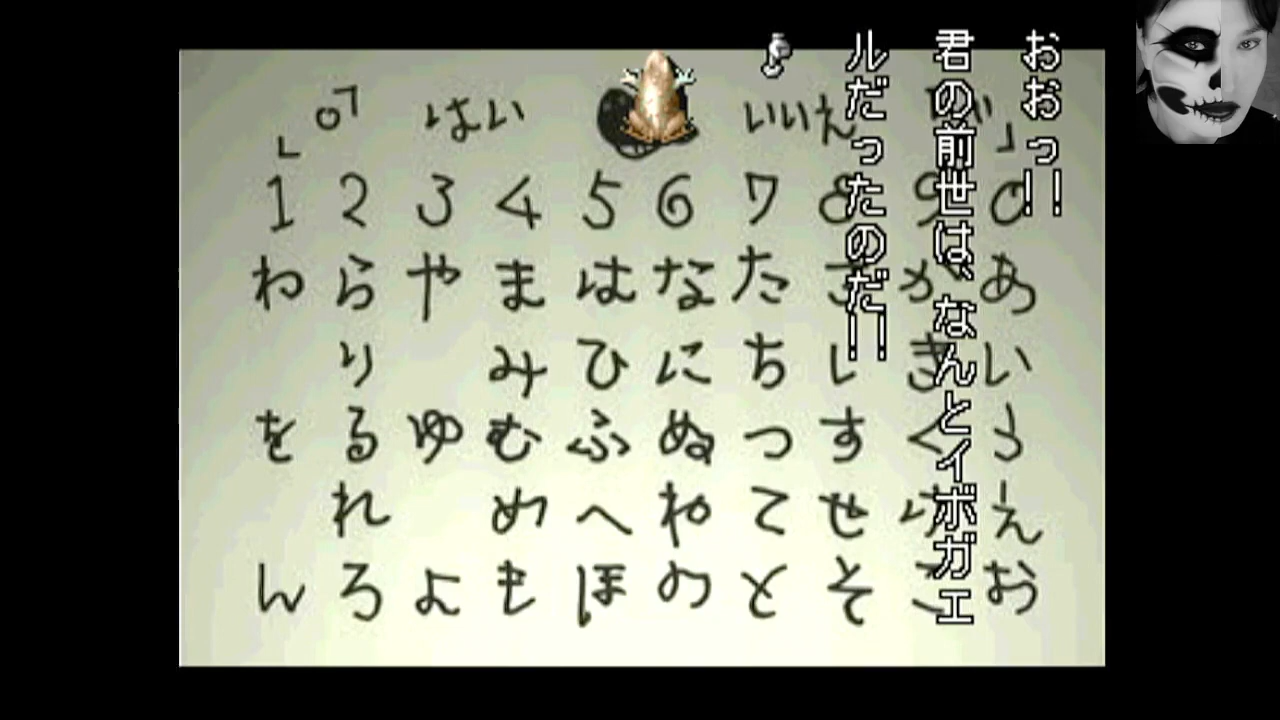 おおっ!!
君の前世は、なんとイボガエ
ルだったのだ!!
「 ゜ はい いいえ ゛ 」
1 2 3 4 5 6 7 8 9 0
わ ら や ま は な た さ か あ
り み ひ に ち し き い
を る ゆ む ふ ぬ つ す く う
れ め へ ね て せ け え
ん ろ よ も ほ の と そ こ お